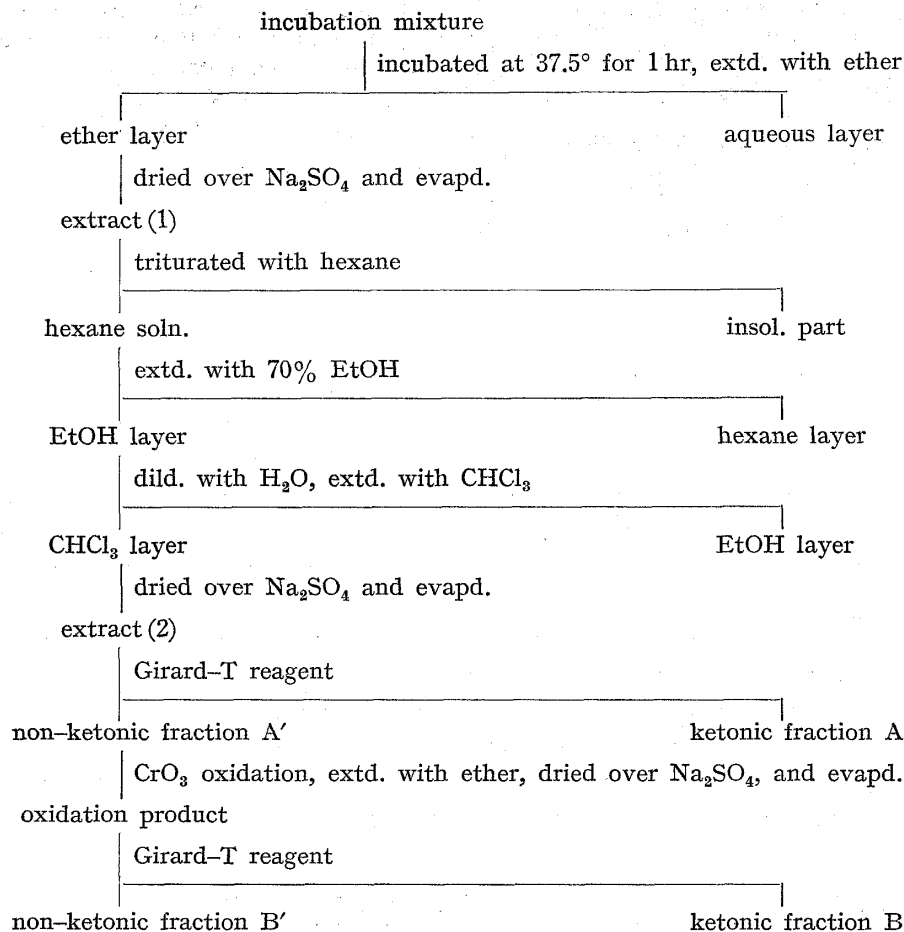 incubation mixture
incubated at 37.5° for 1 hr, extd. with ether
ether layer
aqueous layer
dried over Na₂SO₄ and evapd.
extract (1)
triturated with hexane
hexane soln.
insol. part
extd. with 70% EtOH
EtOH layer
hexane layer
dild. with H₂O, extd. with CHCl₃
CHCl₃ layer
EtOH layer
dried over Na₂SO₄ and evapd.
extract (2)
Girard–T reagent
non–ketonic fraction A′
ketonic fraction A
CrO₃ oxidation, extd. with ether, dried over Na₂SO₄, and evapd.
oxidation product
Girard–T reagent
non–ketonic fraction B′
ketonic fraction B